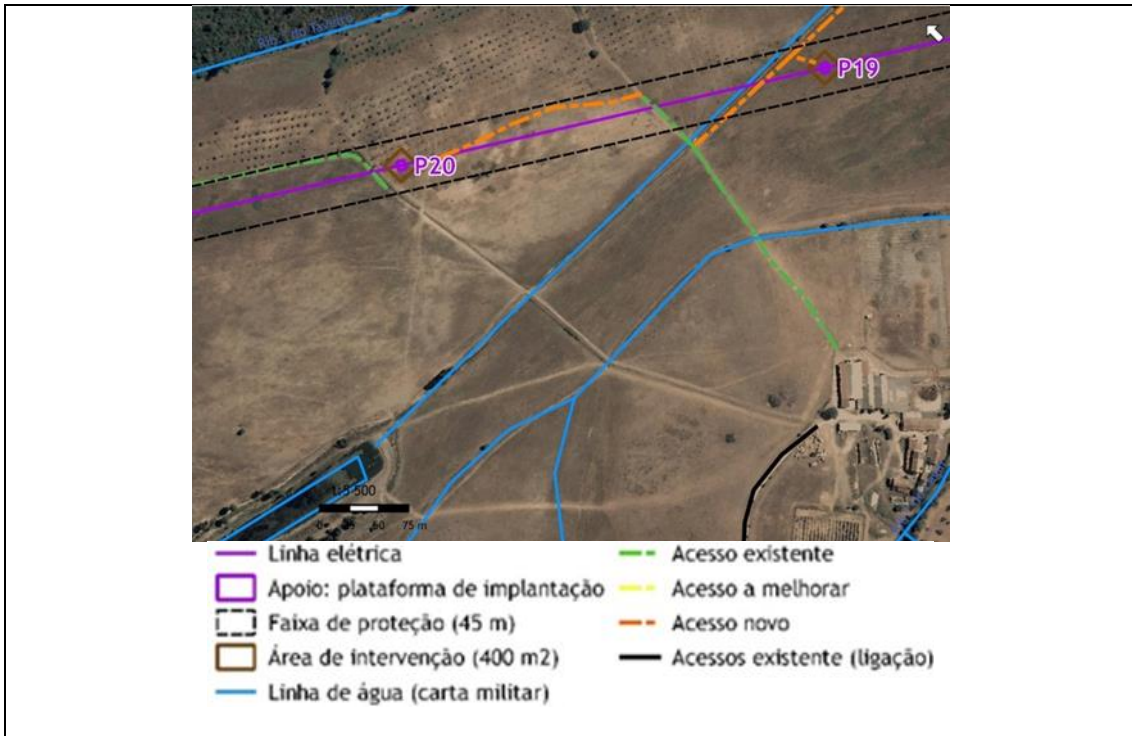 P19
P20
1:5 500
75 m
Linha elétrica
Apoio: plataforma de implantação
Faixa de proteção (45 m)
Área de intervenção (400 m2)
Linha de água (carta militar)
Acesso existente
Acesso a melhorar
Acesso novo
Acessos existente (ligação)